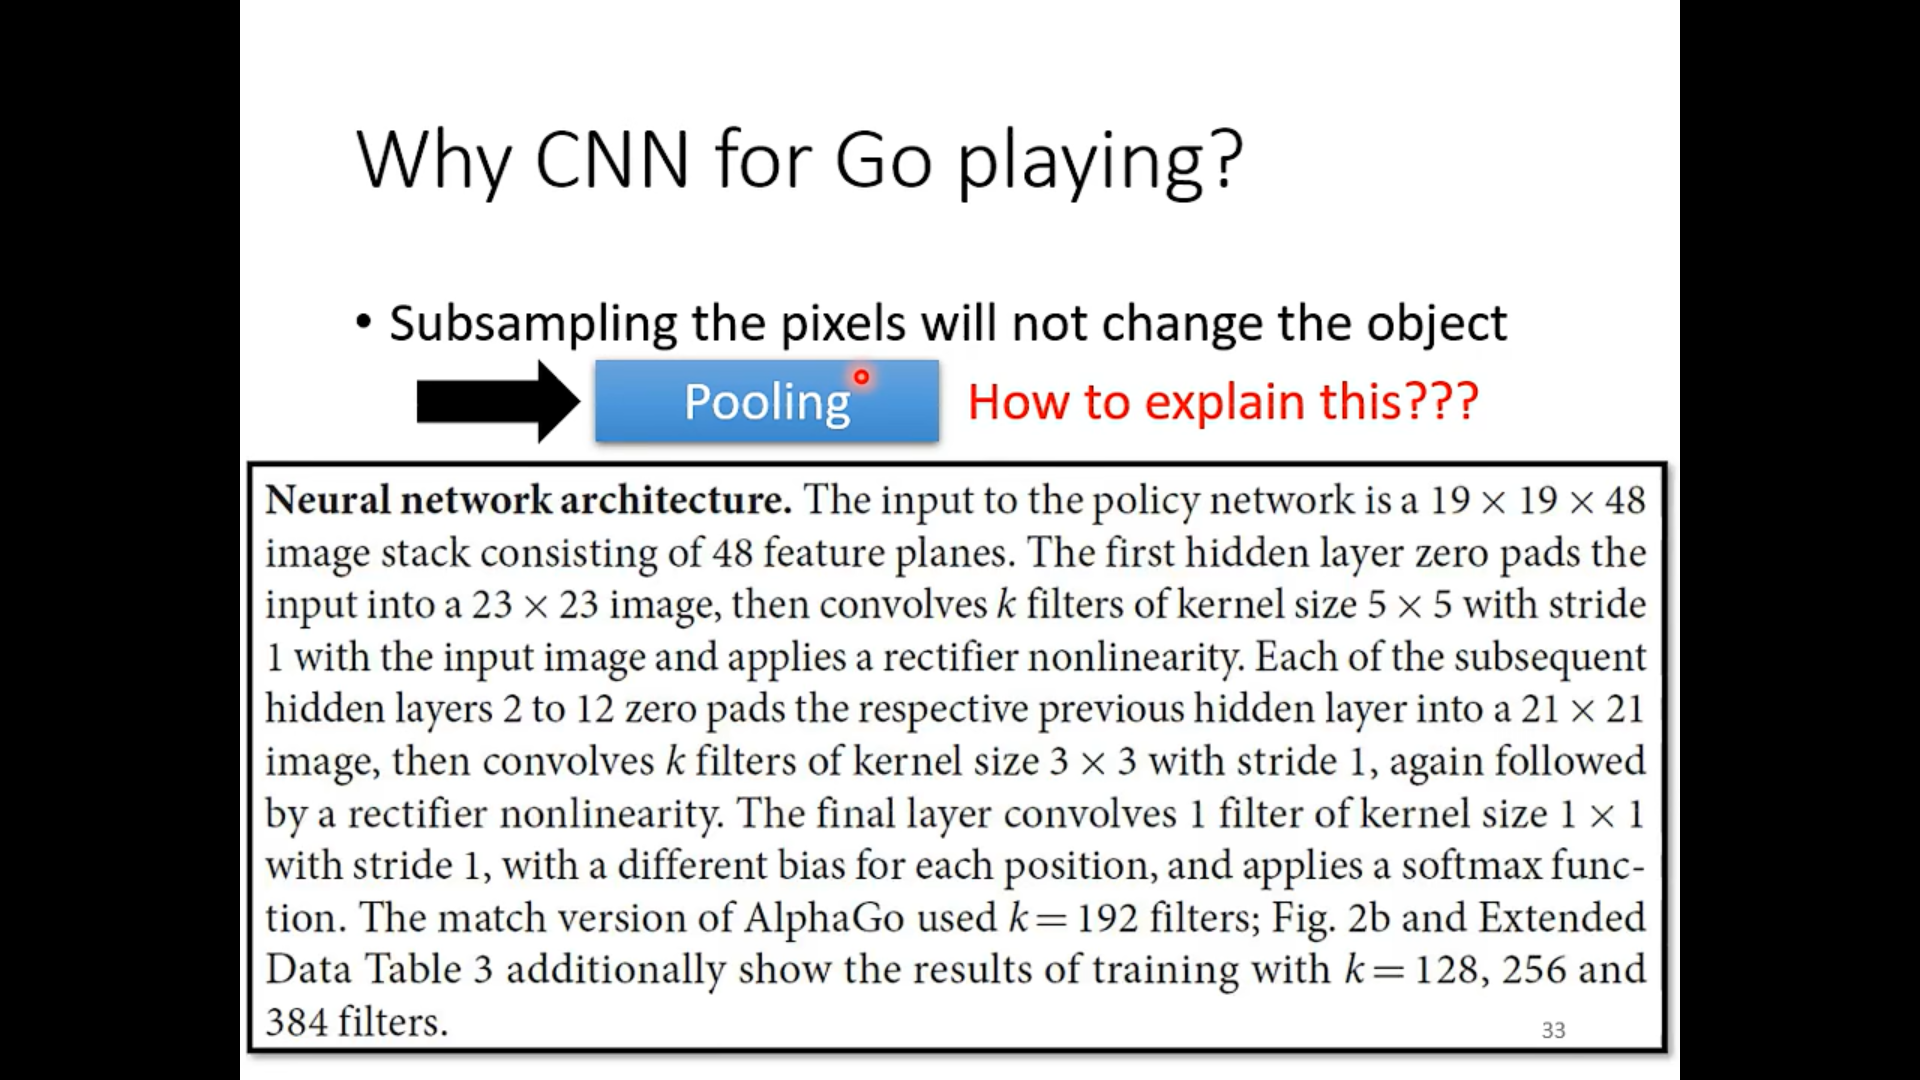 Why CNN for Go playing?
• Subsampling the pixels will not change the object
Pooling How to explain this???
Neural network architecture. The input to the policy network is a 19 × 19 × 48
image stack consisting of 48 feature planes. The first hidden layer zero pads the
input into a 23 × 23 image, then convolves k filters of kernel size 5 × 5 with stride
1 with the input image and applies a rectifier nonlinearity. Each of the subsequent
hidden layers 2 to 12 zero pads the respective previous hidden layer into a 21 × 21
image, then convolves k filters of kernel size 3 × 3 with stride 1, again followed
by a rectifier nonlinearity. The final layer convolves 1 filter of kernel size 1 × 1
with stride 1, with a different bias for each position, and applies a softmax func-
tion. The match version of AlphaGo used k = 192 filters; Fig. 2b and Extended
Data Table 3 additionally show the results of training with k = 128, 256 and
384 filters.
33